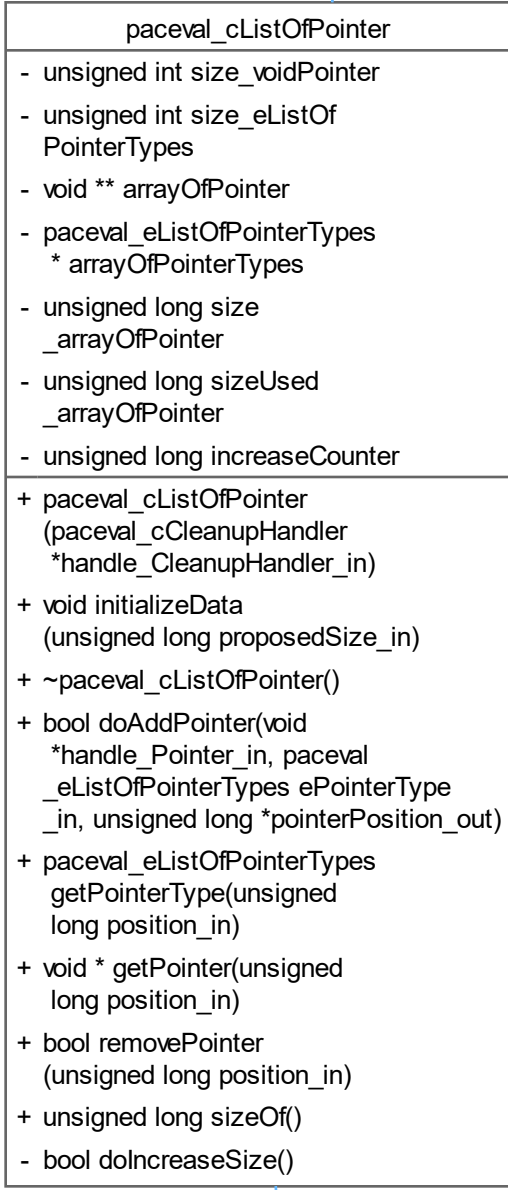 paceval_cListOfPointer
- unsigned int size_voidPointer
- unsigned int size_eListOf
PointerTypes
- void ** arrayOfPointer
- paceval_eListOfPointerTypes
* arrayOfPointerTypes
- unsigned long size
_arrayOfPointer
- unsigned long sizeUsed
_arrayOfPointer
- unsigned long increaseCounter
+ paceval_cListOfPointer
(paceval_cCleanupHandler
*handle_CleanupHandler_in)
+ void initializeData
(unsigned long proposedSize_in)
+ ~paceval_cListOfPointer()
+ bool doAddPointer(void
*handle_Pointer_in, paceval
_eListOfPointerTypes ePointerType
_in, unsigned long *pointerPosition_out)
+ paceval_eListOfPointerTypes
getPointerType(unsigned
long position_in)
+ void * getPointer(unsigned
long position_in)
+ bool removePointer
(unsigned long position_in)
+ unsigned long sizeOf()
- bool doIncreaseSize()